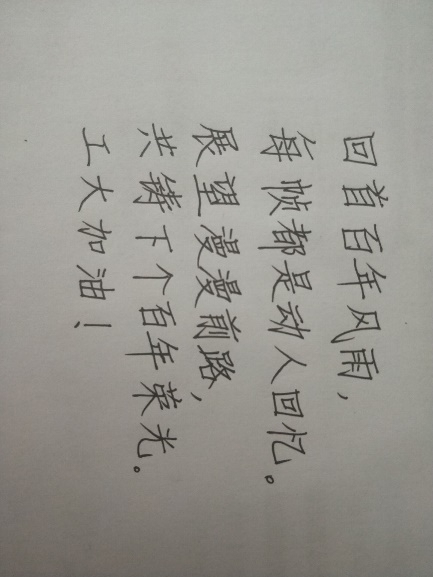 回首百年风雨，
每帧都是动人回忆。
展望漫漫前路，
共铸下个百年荣光。
工大加油！